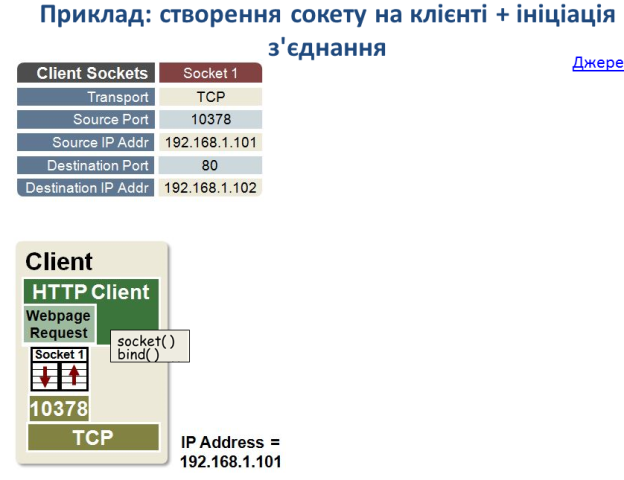 Приклад: створення сокету на клієнті + ініціація
з'єднання
Джере
Client Sockets Socket 1
Transport TCP
Source Port 10378
Source IP Addr 192.168.1.101
Destination Port 80
Destination IP Addr 192.168.1.102
Client
HTTP Client
Webpage
Request
socket()
bind()
Socket 1
10378
TCP
IP Address =
192.168.1.101